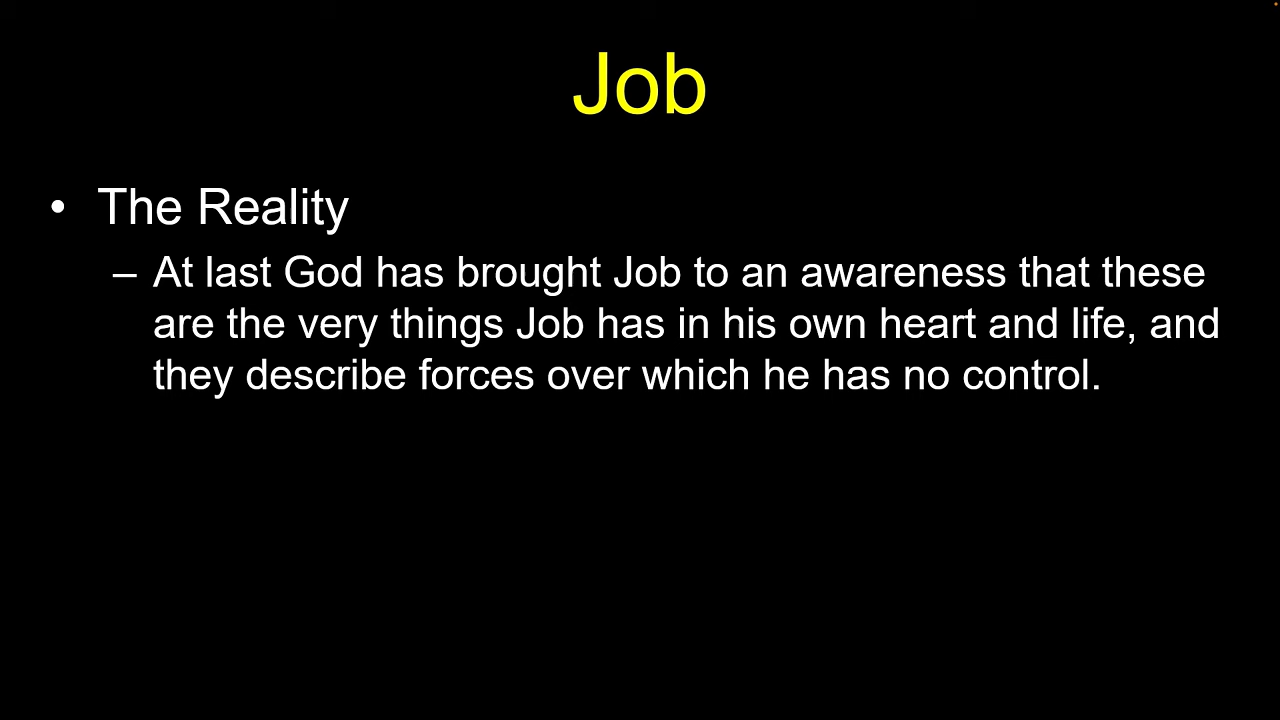 Job
• The Reality
– At last God has brought Job to an awareness that these
are the very things Job has in his own heart and life, and
they describe forces over which he has no control.